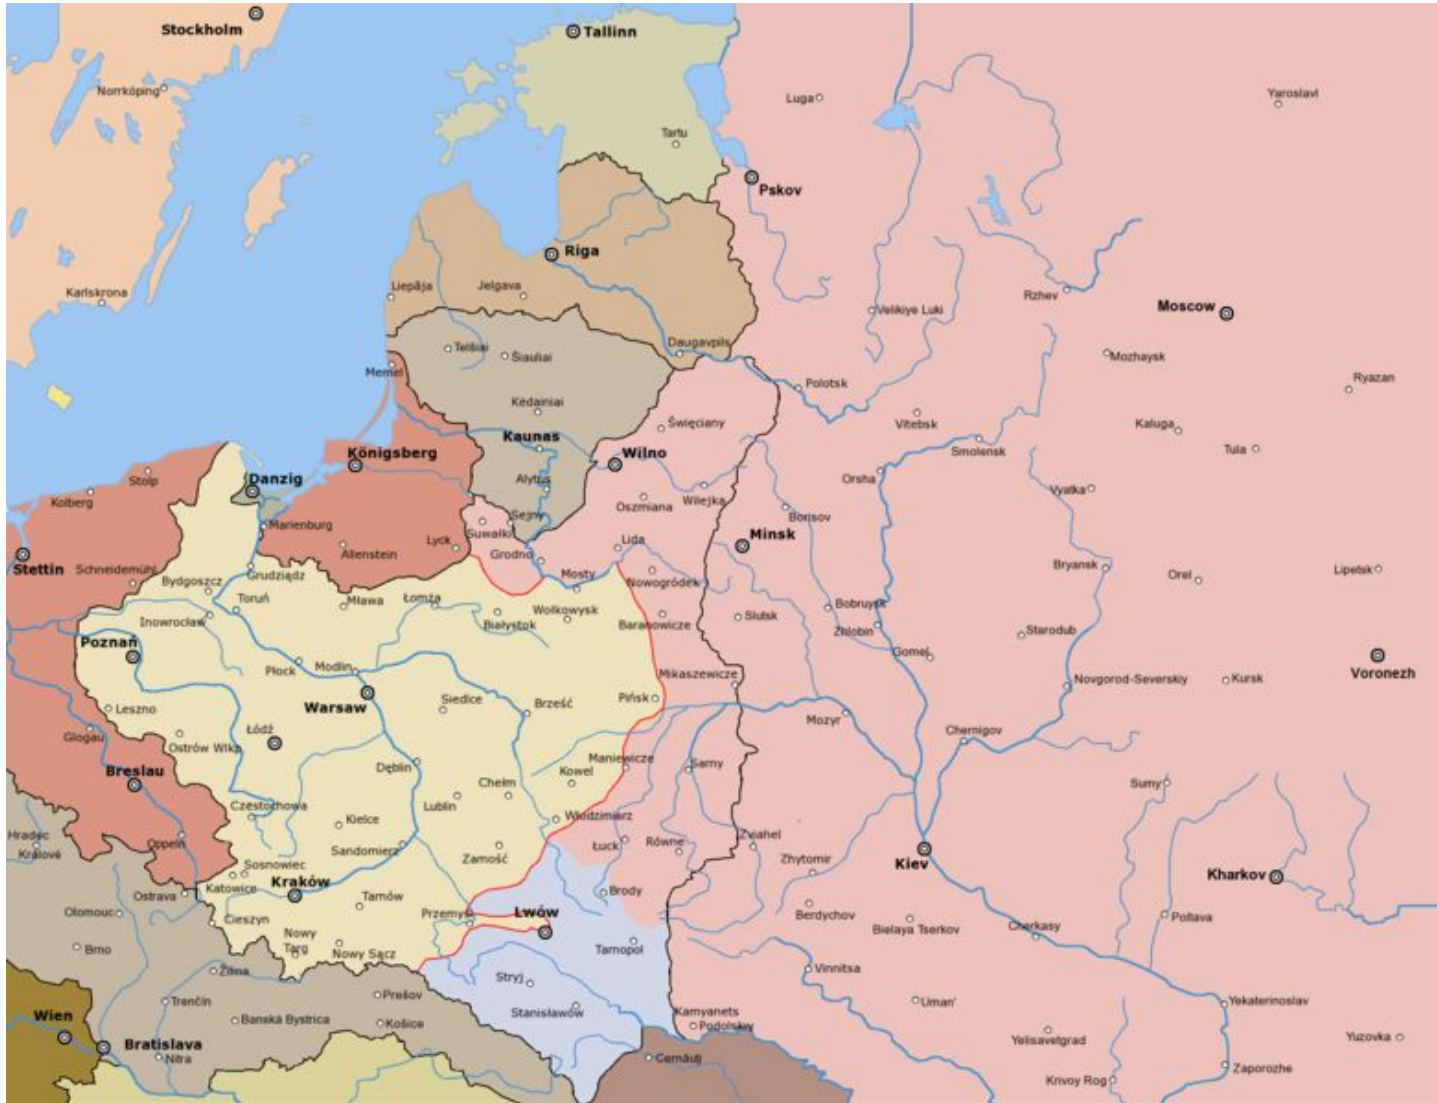 Stockholm
Tallinn
Norrköping
Luga
Yaroslavl
Tartu
Pskov
Riga
Karlskrona
Liepāja
Jelgava
Rzhev
Moscow
Velikiye Luki
Daugavpils
Telšiai
Šiauliai
Mozhaysk
Memel
Polotsk
Ryazan
Kėdainiai
Święciany
Vitebsk
Kaluga
Kaunas
Königsberg
Wilno
Smolensk
Tula
Stolp
Danzig
Alytus
Orsha
Kolberg
Wilejka
Vyatka
Oszmiana
Sejny
Borisov
Marienburg
Suwałki
Lida
Minsk
Allenstein
Lyck
Grodno
Stettin
Schneidemühl
Grudziądz
Mosty
Nowogródek
Bryansk
Orel
Lipetsk
Bydgoszcz
Toruń
Mława
Łomża
Wołkowysk
Bobruysk
Inowrocław
Białystok
Baranowicze
Slutsk
Zhlobin
Starodub
Poznań
Gomel
Płock
Modlin
Mikaszewicze
Voronezh
Novgorod-Severskiy
Kursk
Siedlce
Pińsk
Warsaw
Brześć
Leszno
Mozyr
Glogau
Łódź
Chernigov
Ostrów Wlkp
Maniewicze
Sarny
Breslau
Dęblin
Kowel
Chełm
Sumy
Częstochowa
Lublin
Kielce
Włodzimierz
Hradec
Králové
Oppeln
Sandomierz
Łuck
Równe
Zviahel
Zamość
Zhytomir
Kiev
Sosnowiec
Katowice
Kraków
Brody
Kharkov
Ostrava
Tarnów
Olomouc
Cieszyn
Przemyśl
Lwów
Berdychov
Bielaya Tserkov
Cherkasy
Poltava
Brno
Nowy
Targ
Nowy Sącz
Tarnopol
Žilina
Stryj
Vinnitsa
Trenčín
Prešov
Uman'
Yekaterinoslav
Wien
Banská Bystrica
Košice
Stanisławów
Kamyanets
Podolskiy
Bratislava
Yelisavetgrad
Yuzovka
Nitra
Cernăuți
Zaporozhe
Krivoy Rog